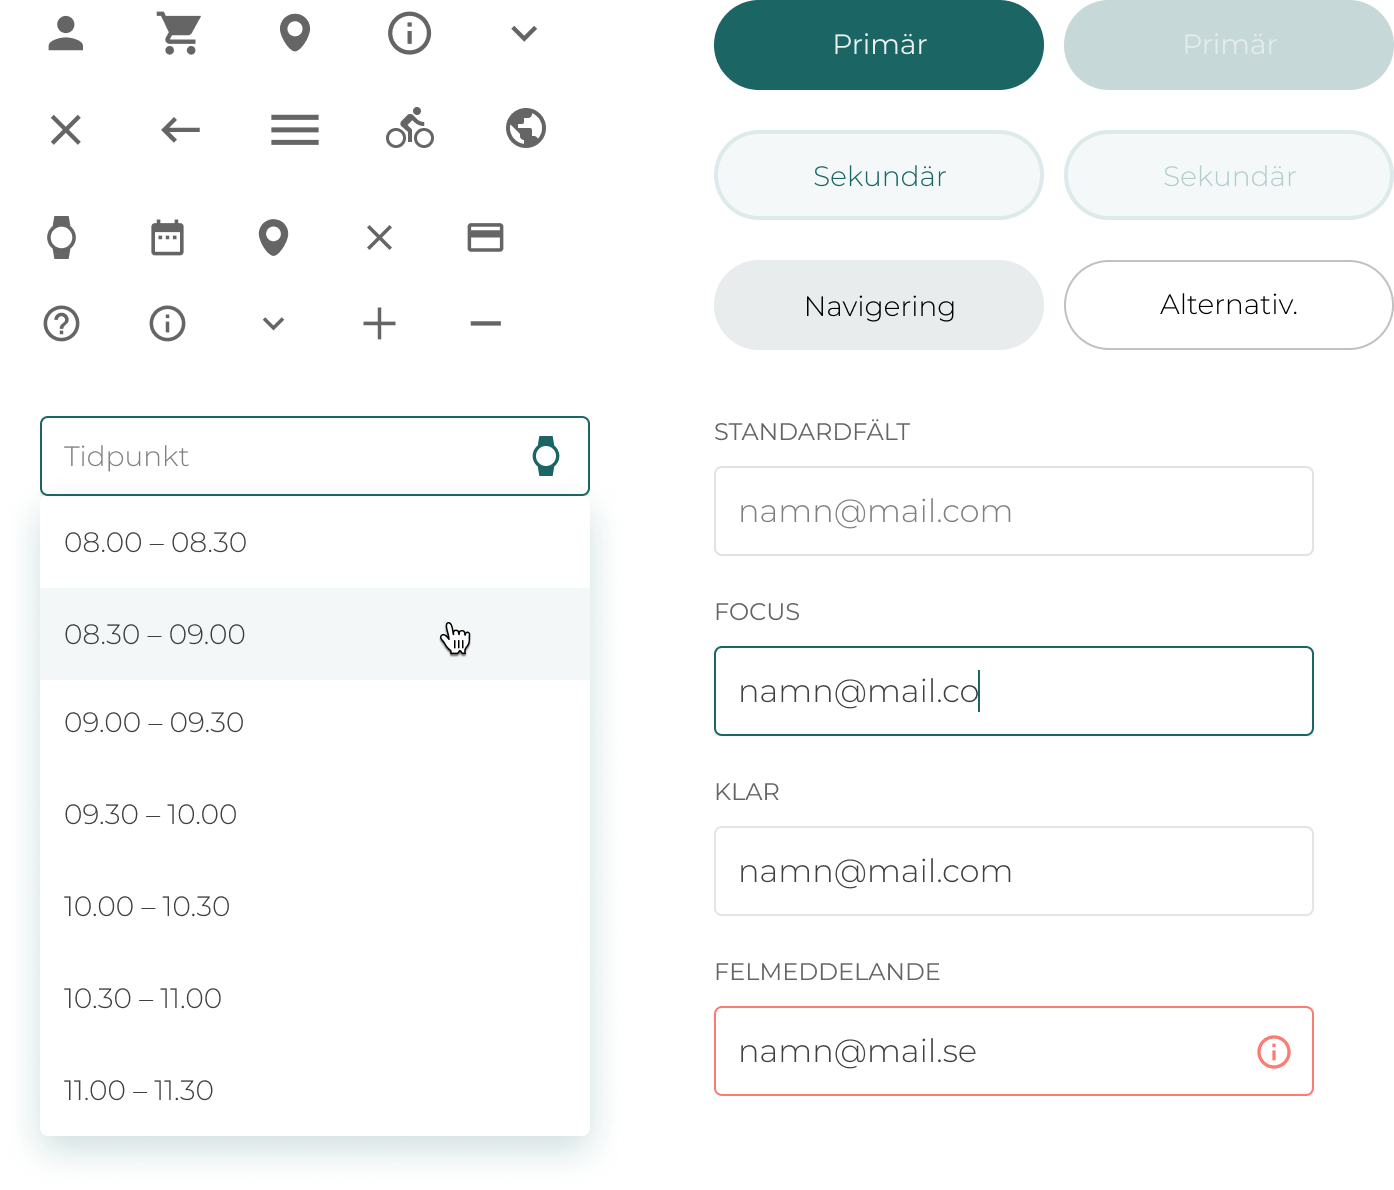 Primär
Primär
Sekundär
Sekundär
Navigering
Alternativ.
Tidpunkt
08.00 – 08.30
08.30 – 09.00
09.00 – 09.30
09.30 – 10.00
10.00 – 10.30
10.30 – 11.00
11.00 – 11.30
STANDARDFÄLT
namn@mail.com
FOCUS
namn@mail.co
KLAR
namn@mail.com
FELMEDDELANDE
namn@mail.se